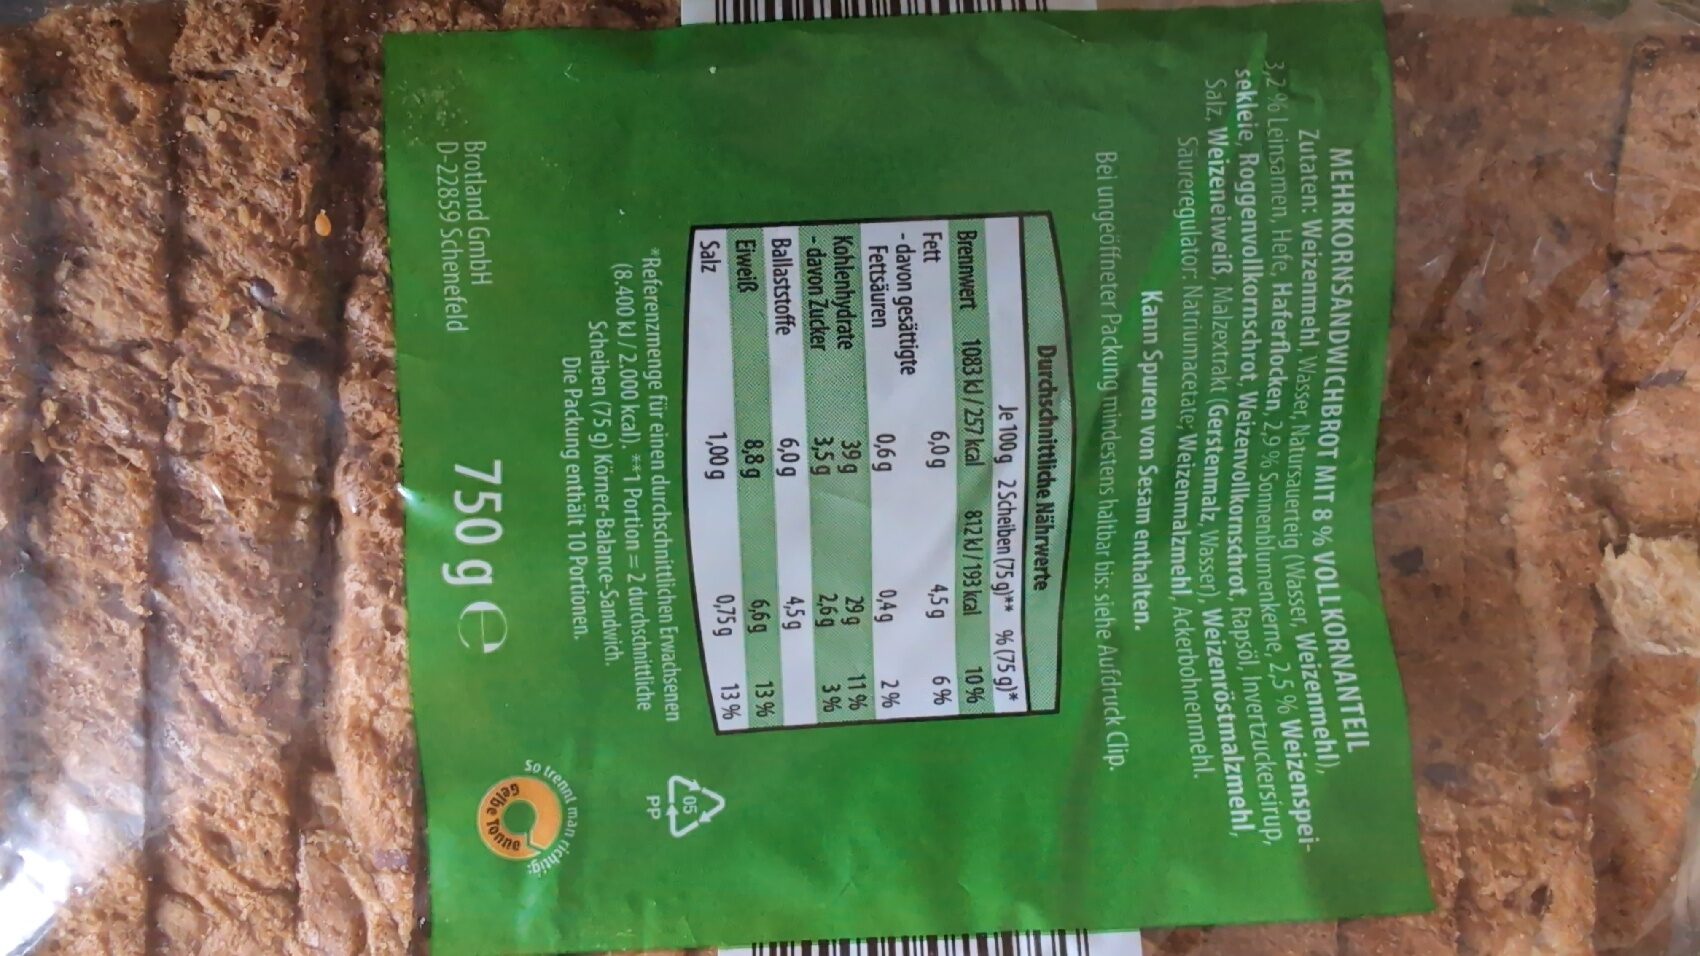 MEHRKORNSANDWICHBROT MIT 8 % VOLLKORNANTEIL
Zutaten: Weizenmehl, Wasser, Natursauerteig (Wasser, Weizenmehl),
3,2 % Leinsamen, Hefe, Haferflocken, 2,9 % Sonnenblumenkerne, 2,5 % Weizenspei-
sekleie, Roggenvollkornschrot, Weizenvollkornschrot, Rapsöl, Invertzuckersirup,
Salz, Weizeneiweiß, Malzextrakt (Gerstenmalz, Wasser), Weizenröstmalzmehl,
Säureregulator: Natriumacetate; Weizenmalzmehl, Ackerbohnenmehl.
Kann Spuren von Sesam enthalten.
Bei ungeöffneter Packung mindestens haltbar bis: siehe Aufdruck Clip.
Durchschnittliche Nährwerte
Je 100 g 2 Scheiben (75 g)** % (75 g)*
Brennwert 1083 kJ / 257 kcal 812 kJ / 193 kcal 10 %
Fett 6,0 g 4,5 g 6 %
- davon gesättigte
Fettsäuren 0,6 g 0,4 g 2 %
Kohlenhydrate 39 g 29 g 11 %
- davon Zucker 3,5 g 2,6 g 3 %
Ballaststoffe 6,0 g 4,5 g
Eiweiß 8,8 g 6,6 g 13 %
Salz 1,00 g 0,75 g 13 %
*Referenzmenge für einen durchschnittlichen Erwachsenen
(8.400 kJ / 2.000 kcal). **1 Portion = 2 durchschnittliche
Scheiben (75 g) Körner-Balance-Sandwich.
Die Packung enthält 10 Portionen.
05
PP
Brotland GmbH
D-22859 Schenefeld
750 g e
So trennt man richtig:
Gelbe Tonne